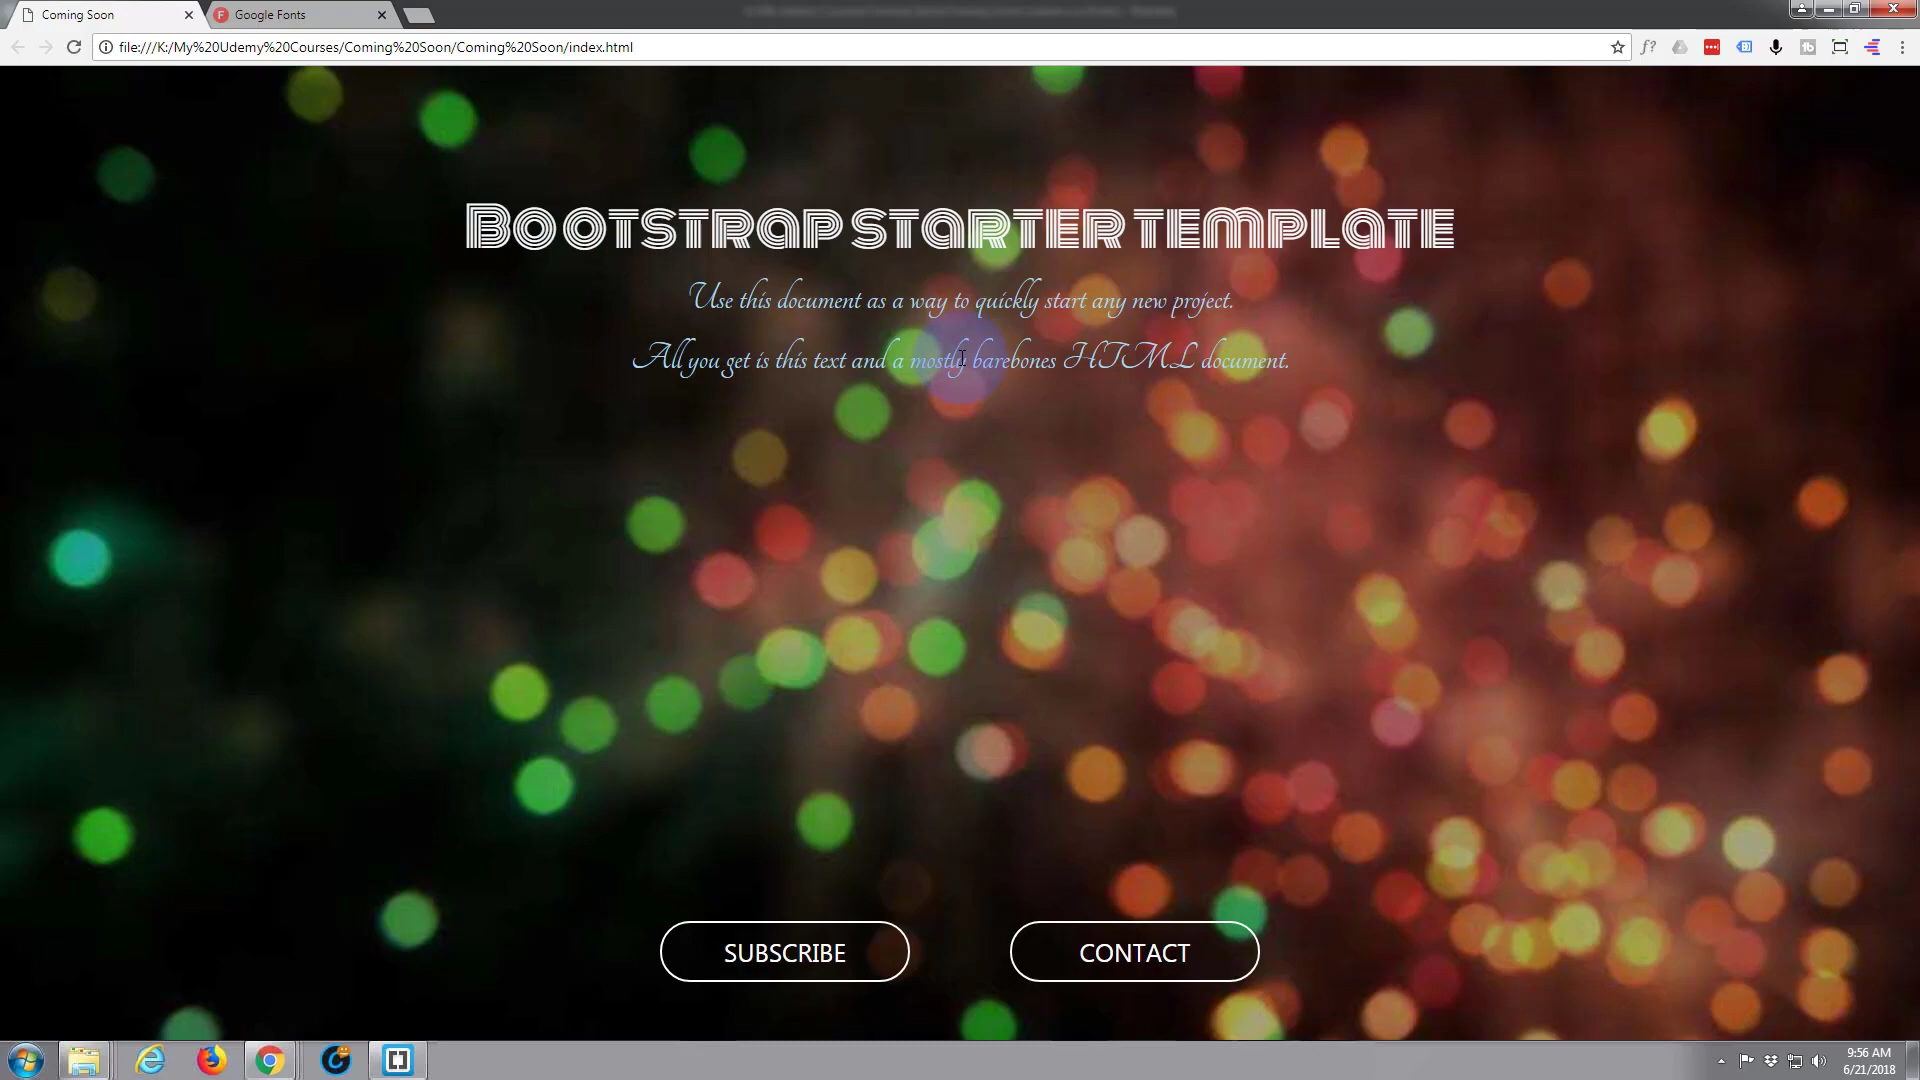 Coming Soon
Google Fonts
file:///K:/My%20Udemy%20Courses/Coming%20Soon/Coming%20Soon/index.html
f?
Bootstrap starter template
Use this document as a way to quickly start any new project.
All you get is this text and a mostly barebones HTML document.
SUBSCRIBE
CONTACT
9:56 AM
6/21/2018